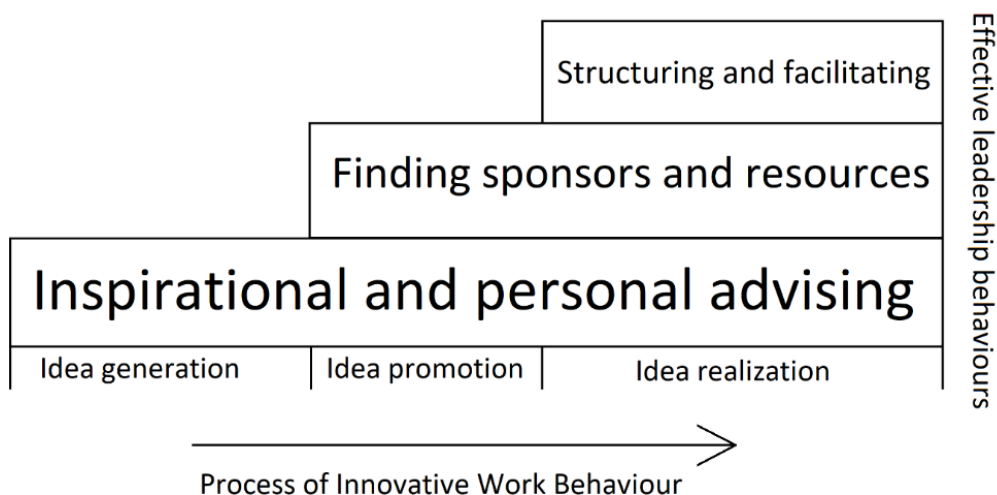 Structuring and facilitating
Finding sponsors and resources
Inspirational and personal advising
Idea generation
Idea promotion
Idea realization
Process of Innovative Work Behaviour
Effective leadership behaviours